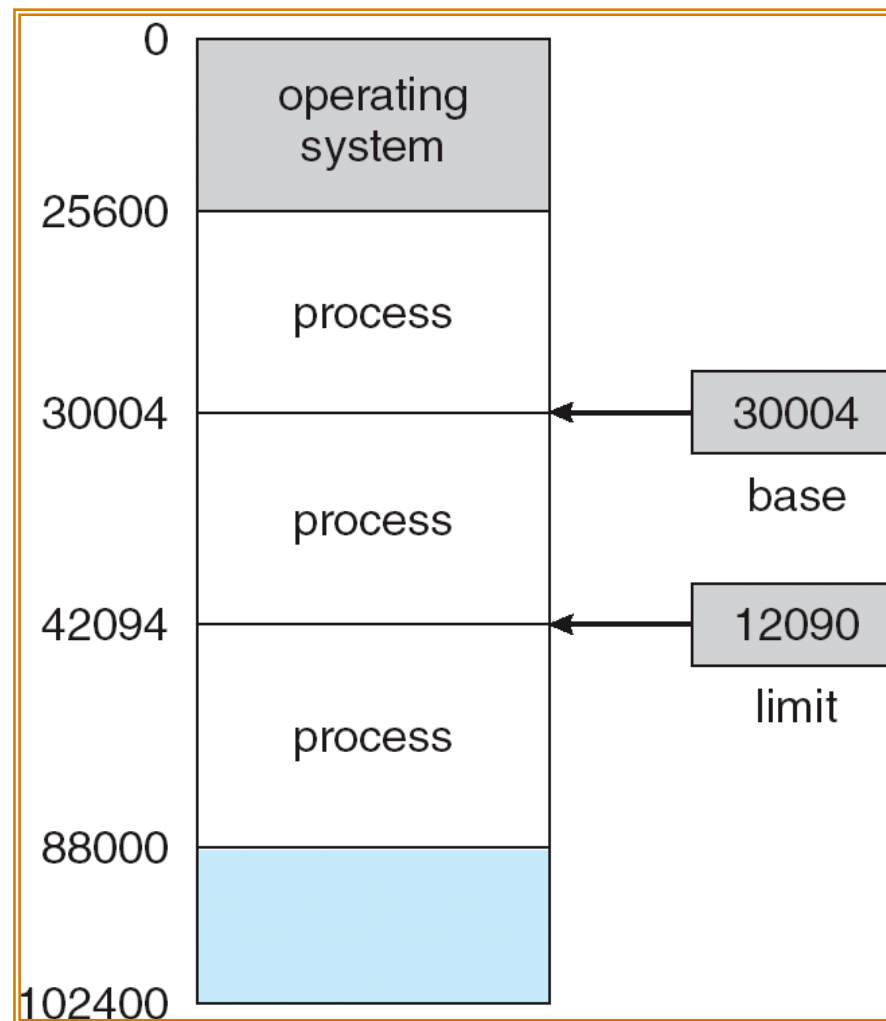 0
operating
system
25600
process
30004
30004
base
process
42094
12090
limit
process
88000
102400